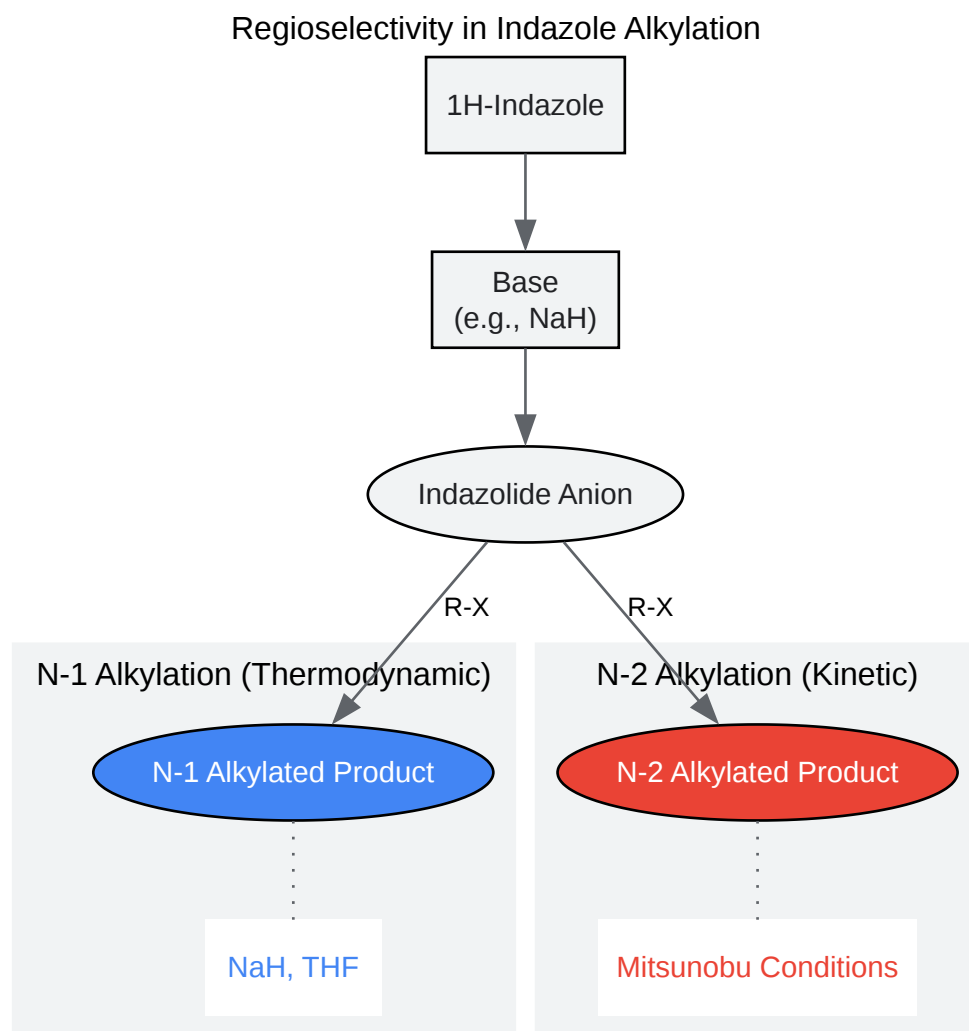 Regioselectivity in Indazole Alkylation
1H-Indazole
Base
(e.g., NaH)
Indazolide Anion
R-X
R-X
N-1 Alkylation (Thermodynamic)
N-2 Alkylation (Kinetic)
N-1 Alkylated Product
N-2 Alkylated Product
NaH, THF
Mitsunobu Conditions